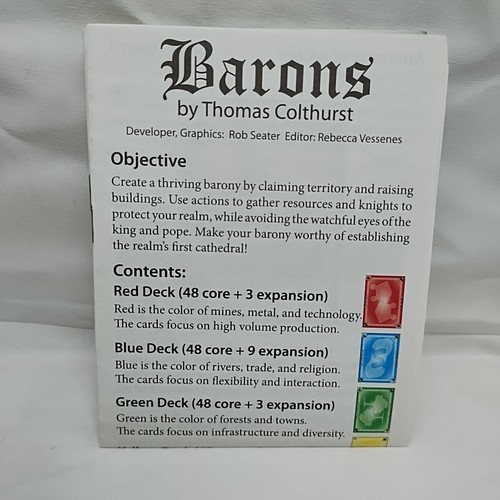 Barons
by Thomas Colthurst
Developer, Graphics: Rob Seater Editor: Rebecca Vessenes
Objective
Create a thriving barony by claiming territory and raising
buildings. Use actions to gather resources and knights to
protect your realm, while avoiding the watchful eyes of the
king and pope. Make your barony worthy of establishing
the realm's first cathedral!
Contents:
Red Deck (48 core + 3 expansion)
Red is the color of mines, metal, and technology.
The cards focus on high volume production.
Blue Deck (48 core + 9 expansion)
Blue is the color of rivers, trade, and religion.
The cards focus on flexibility and interaction.
Green Deck (48 core + 3 expansion)
Green is the color of forests and towns.
The cards focus on infrastructure and diversity.